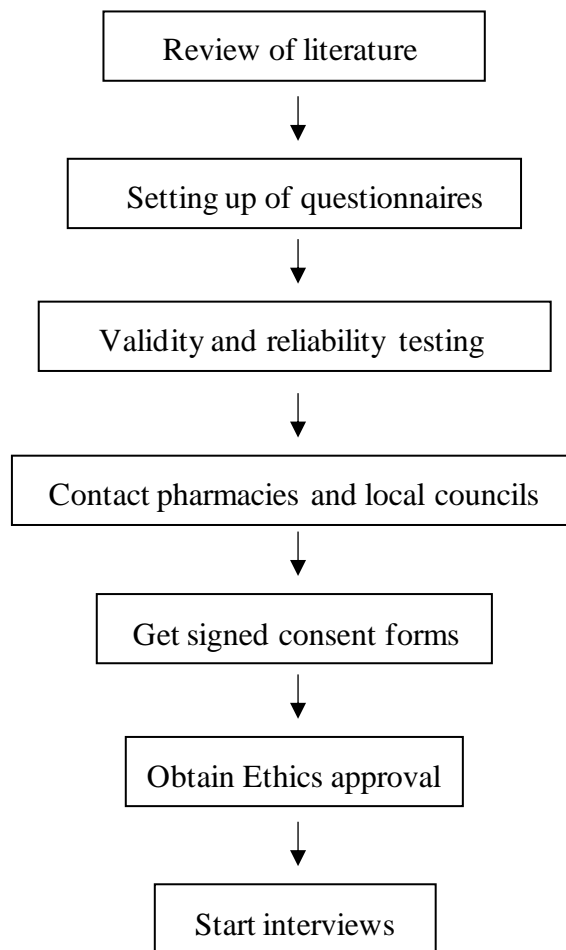 Review of literature
Setting up of questionnaires
Validity and reliability testing
Contact pharmacies and local councils
Get signed consent forms
Obtain Ethics approval
Start interviews